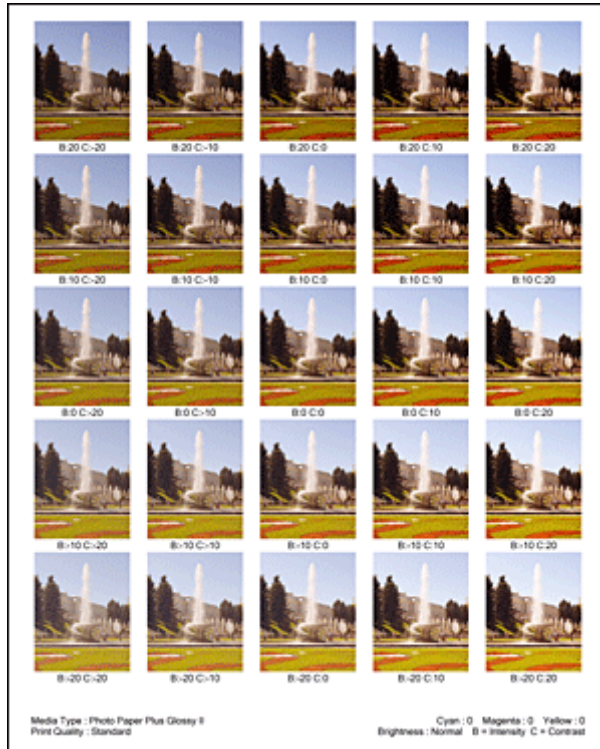 B:20 C:-20 B:20 C:-10 B:20 C:0 B:20 C:10 B:20 C:20
B:10 C:-20 B:10 C:-10 B:10 C:0 B:10 C:10 B:10 C:20
B:0 C:-20 B:0 C:-10 B:0 C:0 B:0 C:10 B:0 C:20
B:-10 C:-20 B:-10 C:-10 B:-10 C:0 B:-10 C:10 B:-10 C:20
B:-20 C:-20 B:-20 C:-10 B:-20 C:0 B:-20 C:10 B:-20 C:20
Media Type : Photo Paper Plus Glossy II Cyan : 0 Magenta : 0 Yellow : 0
Print Quality : Standard Brightness : Normal B = Intensity C = Contrast